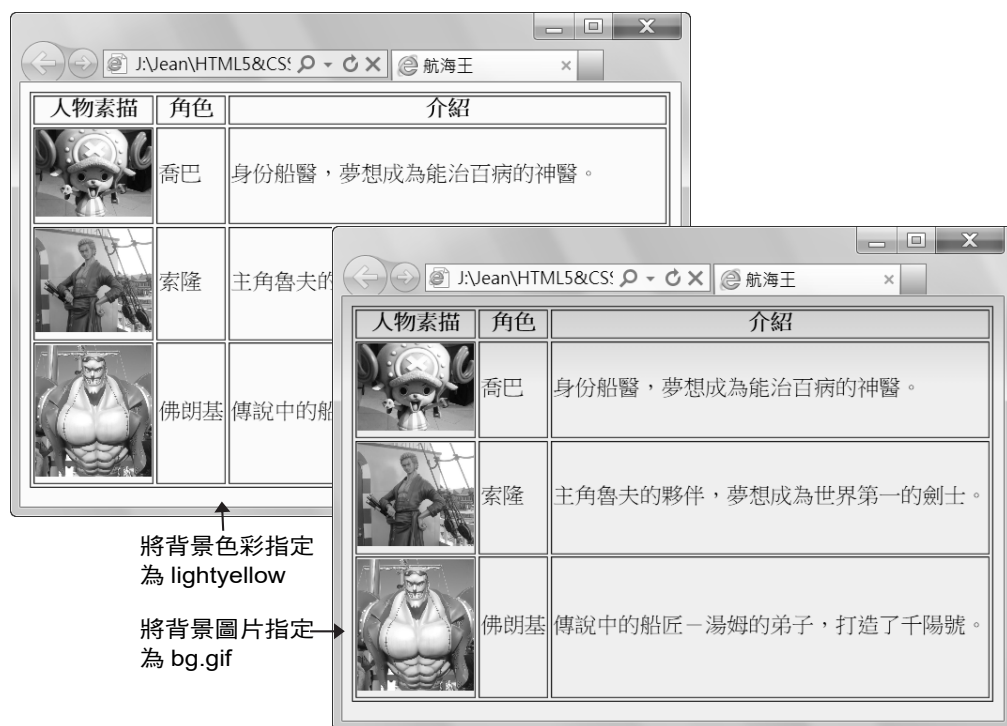 J:\Jean\HTML5&CSS
航海王
人物素描 角色 介紹
喬巴 身份船醫，夢想成為能治百病的神醫。
索隆 主角魯夫的
佛朗基 傳說中的船
J:\Jean\HTML5&CSS
航海王
人物素描 角色 介紹
喬巴 身份船醫，夢想成為能治百病的神醫。
索隆 主角魯夫的夥伴，夢想成為世界第一的劍士。
佛朗基 傳說中的船匠－湯姆的弟子，打造了千陽號。
將背景色彩指定
為 lightyellow
將背景圖片指定
為 bg.gif